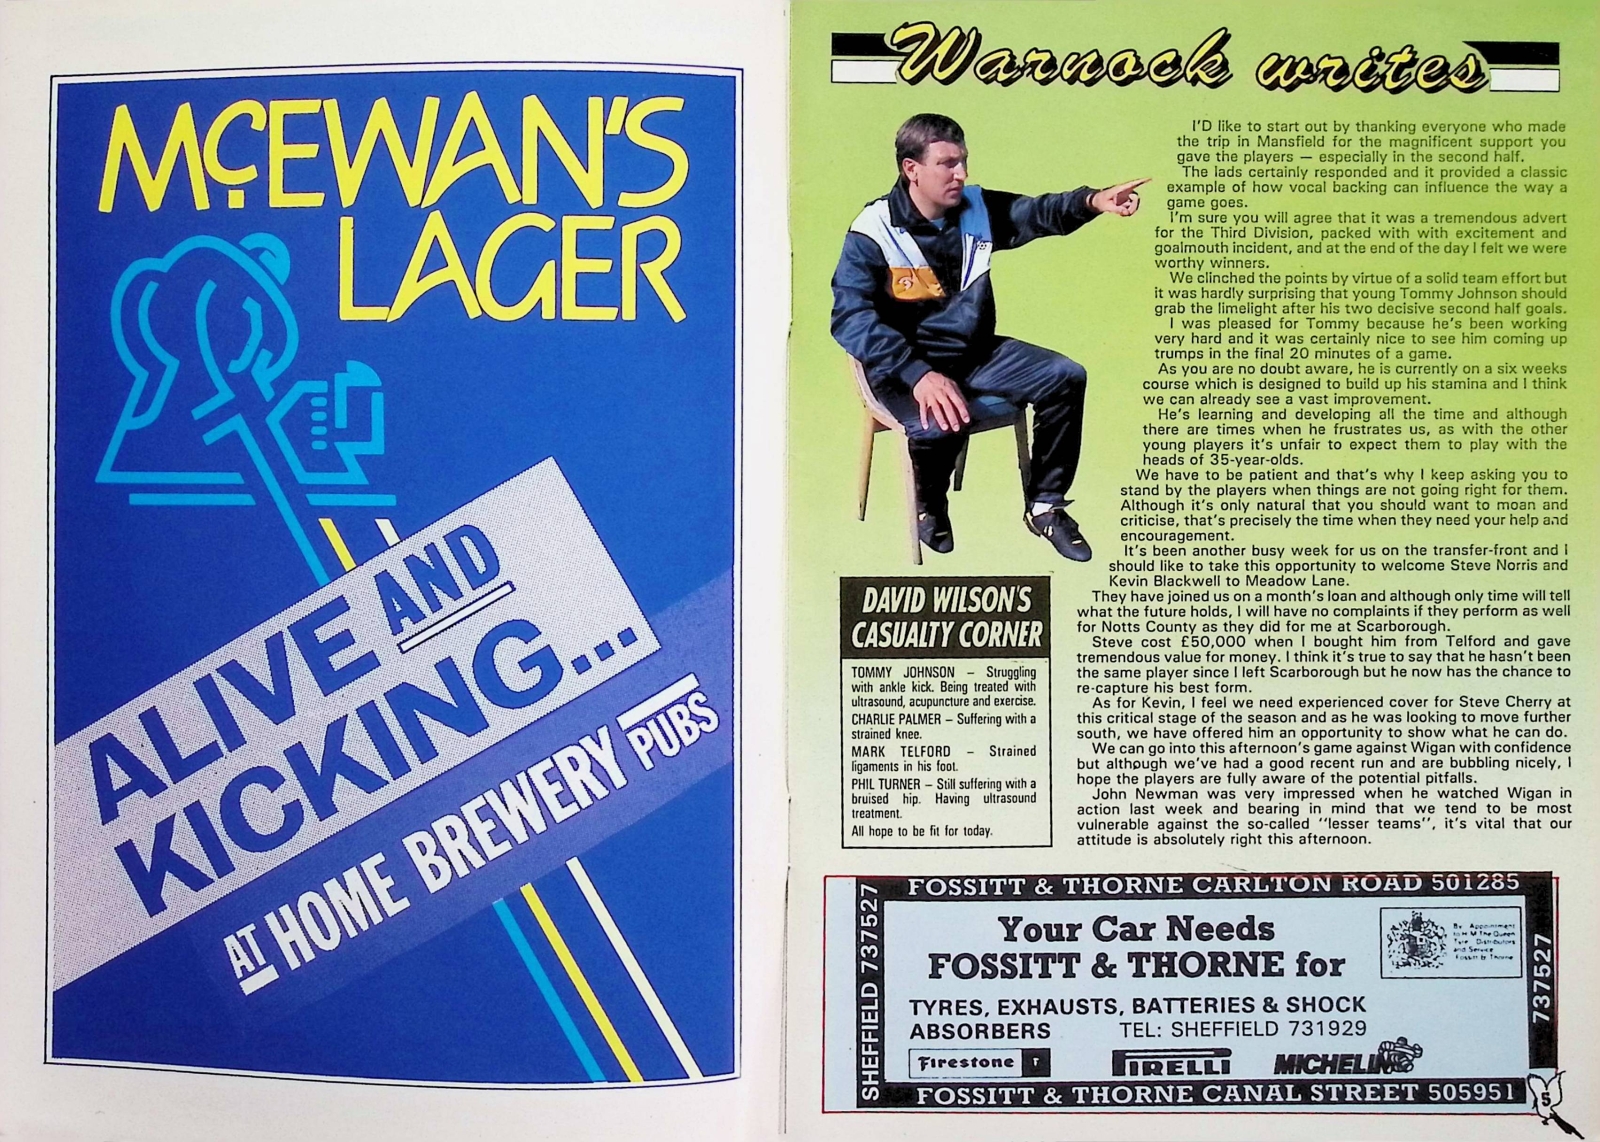 McEWAN'S
LAGER
ALIVE AND
KICKING...
AT HOME BREWERY PUBS
Warnock writes
I'D like to start out by thanking everyone who made
the trip in Mansfield for the magnificent support you
gave the players — especially in the second half.
The lads certainly responded and it provided a classic
example of how vocal backing can influence the way a
game goes.
I'm sure you will agree that it was a tremendous advert
for the Third Division, packed with with excitement and
goalmouth incident, and at the end of the day I felt we were
worthy winners.
We clinched the points by virtue of a solid team effort but
it was hardly surprising that young Tommy Johnson should
grab the limelight after his two decisive second half goals.
I was pleased for Tommy because he's been working
very hard and it was certainly nice to see him coming up
trumps in the final 20 minutes of a game.
As you are no doubt aware, he is currently on a six weeks
course which is designed to build up his stamina and I think
we can already see a vast improvement.
He's learning and developing all the time and although
there are times when he frustrates us, as with the other
young players it's unfair to expect them to play with the
heads of 35-year-olds.
We have to be patient and that's why I keep asking you to
stand by the players when things are not going right for them.
Although it's only natural that you should want to moan and
criticise, that's precisely the time when they need your help and
encouragement.
It's been another busy week for us on the transfer-front and I
should like to take this opportunity to welcome Steve Norris and
Kevin Blackwell to Meadow Lane.
They have joined us on a month's loan and although only time will tell
what the future holds, I will have no complaints if they perform as well
for Notts County as they did for me at Scarborough.
Steve cost £50,000 when I bought him from Telford and gave
tremendous value for money. I think it's true to say that he hasn't been
the same player since I left Scarborough but he now has the chance to
re-capture his best form.
As for Kevin, I feel we need experienced cover for Steve Cherry at
this critical stage of the season and as he was looking to move further
south, we have offered him an opportunity to show what he can do.
We can go into this afternoon's game against Wigan with confidence
but although we've had a good recent run and are bubbling nicely, I
hope the players are fully aware of the potential pitfalls.
John Newman was very impressed when he watched Wigan in
action last week and bearing in mind that we tend to be most
vulnerable against the so-called "lesser teams", it's vital that our
attitude is absolutely right this afternoon.
DAVID WILSON'S
CASUALTY CORNER
TOMMY JOHNSON — Struggling
with ankle kick. Being treated with
ultrasound, acupuncture and exercise.
CHARLIE PALMER – Suffering with a
strained knee.
MARK TELFORD – Strained
ligaments in his foot.
PHIL TURNER – Still suffering with a
bruised hip. Having ultrasound
treatment.
All hope to be fit for today.
FOSSITT & THORNE CARLTON ROAD 501285
SHEFFIELD 737527
Your Car Needs
FOSSITT & THORNE for
By Appointment
to H M The Queen
Tyre Distributors
and Service
Fossitt & Thorne
TYRES, EXHAUSTS, BATTERIES & SHOCK
ABSORBERS TEL: SHEFFIELD 731929
Firestone PIRELLI MICHELIN
737527
FOSSITT & THORNE CANAL STREET 505951
5